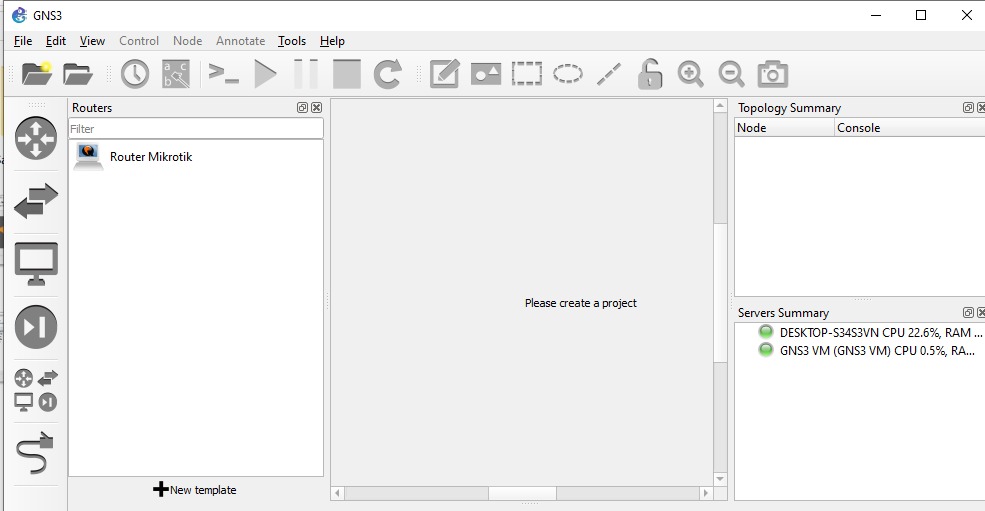 GNS3
File Edit View Control Node Annotate Tools Help
a c
b
Routers
Filter
Router Mikrotik
New template
Please create a project
Topology Summary
Node Console
Servers Summary
DESKTOP-S34S3VN CPU 22.6%, RAM ...
GNS3 VM (GNS3 VM) CPU 0.5%, RA...